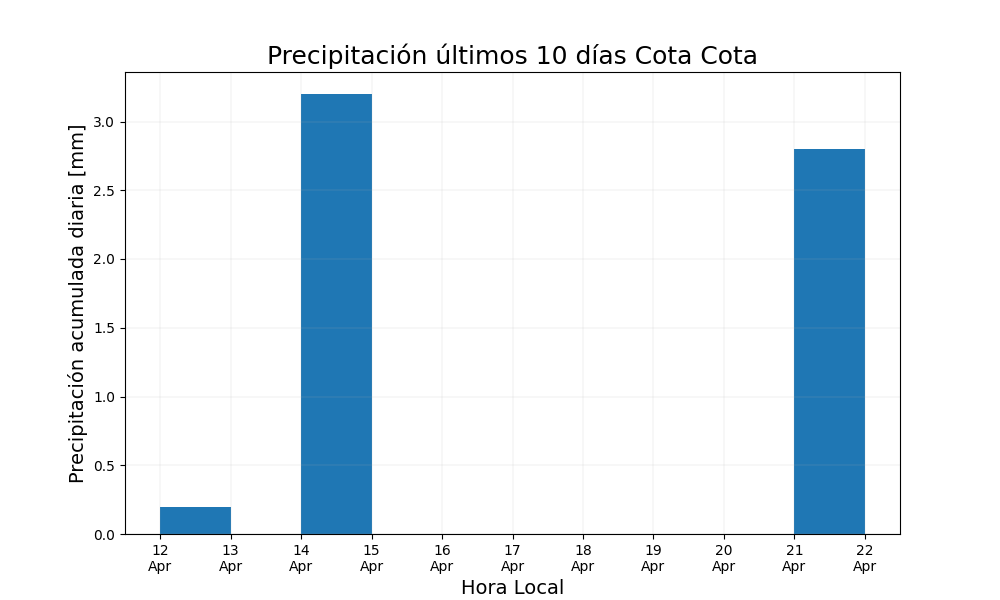 Precipitación últimos 10 días Cota Cota
Precipitación acumulada diaria [mm]
3.0
2.5
2.0
1.5
1.0
0.5
0.0
12 13 14 15 16 17 18 19 20 21 22
Apr Apr Apr Apr Apr Apr Apr Apr Apr Apr Apr
Hora Local